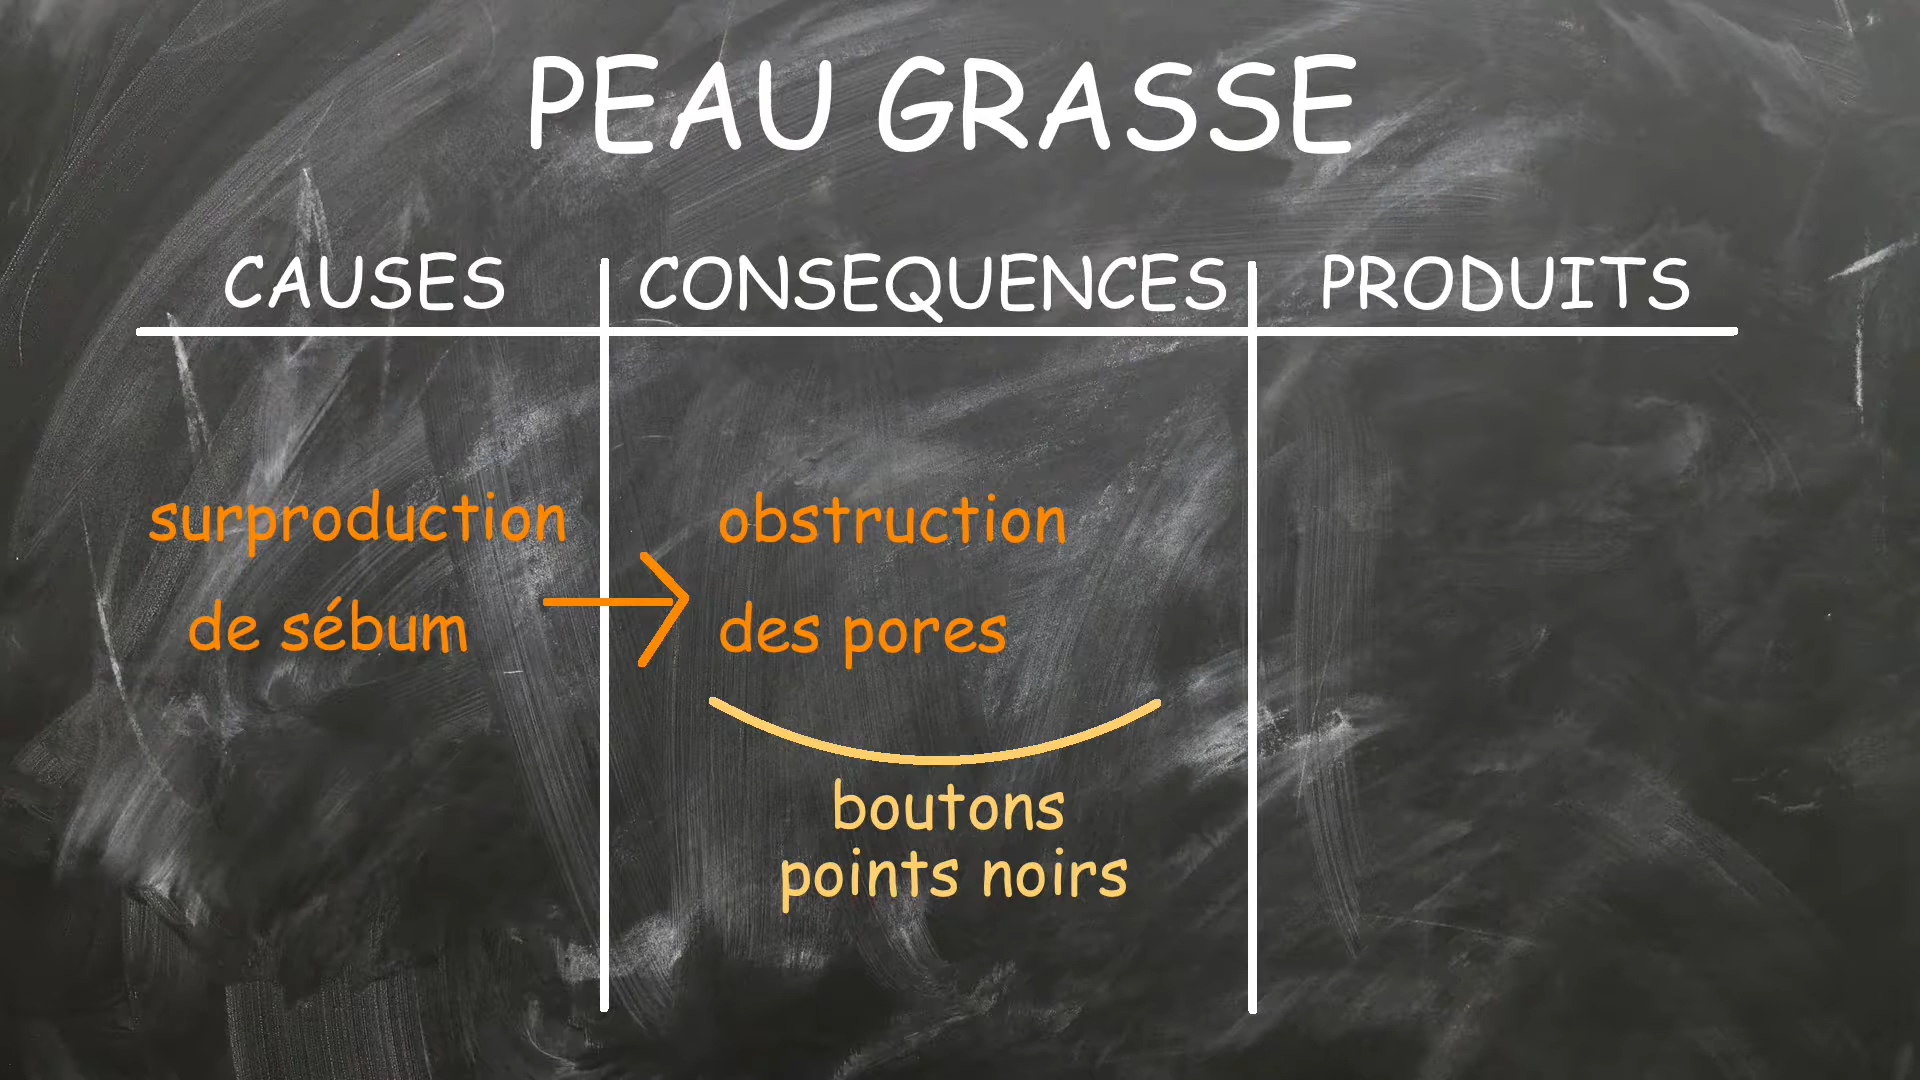 PEAU GRASSE
CAUSES
CONSEQUENCES
PRODUITS
surproduction
de sébum
obstruction
des pores
boutons
points noirs